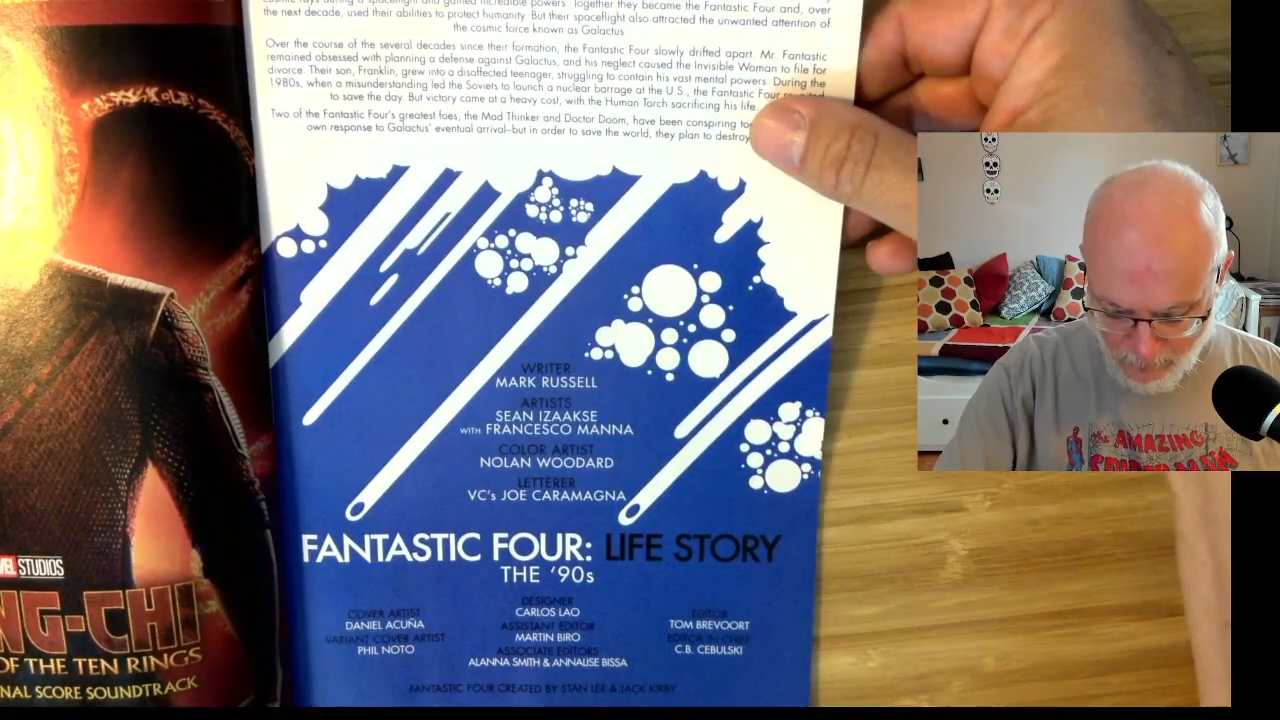 cosmic rays during a spaceflight and gained incredible powers. Together they became the Fantastic Four and, over
the next decade, used their abilities to protect humanity. But their spaceflight also attracted the unwanted attention of
the cosmic force known as Galactus.
Over the course of the several decades since their formation, the Fantastic Four slowly drifted apart. Mr. Fantastic
remained obsessed with planning a defense against Galactus, and his neglect caused the Invisible Woman to file for
divorce. Their son, Franklin, grew into a disaffected teenager, struggling to contain his vast mental powers. During the
1980s, when a misunderstanding led the Soviets to launch a nuclear barrage at the U.S., the Fantastic Four reunited
to save the day. But victory came at a heavy cost, with the Human Torch sacrificing his life.
Two of the Fantastic Four's greatest foes, the Mad Thinker and Doctor Doom, have been conspiring
own response to Galactus' eventual arrival–but in order to save the world, they plan to destroy
WRITER
MARK RUSSELL
ARTISTS
SEAN IZAAKSE
WITH FRANCESCO MANNA
COLOR ARTIST
NOLAN WOODARD
LETTERER
VC's JOE CARAMAGNA
FANTASTIC FOUR: LIFE STORY
THE '90s
COVER ARTIST
DANIEL ACUÑA
VARIANT COVER ARTIST
PHIL NOTO
DESIGNER
CARLOS LAO
ASSISTANT EDITOR
MARTIN BIRO
ASSOCIATE EDITORS
ALANNA SMITH & ANNALISE BISSA
EDITOR
TOM BREVOORT
EDITOR IN CHIEF
C.B. CEBULSKI
FANTASTIC FOUR CREATED BY STAN LEE & JACK KIRBY
VEL STUDIOS
NG-CHI
OF THE TEN RINGS
NAL SCORE SOUNDTRACK
THE AMAZING
SPIDER-MAN